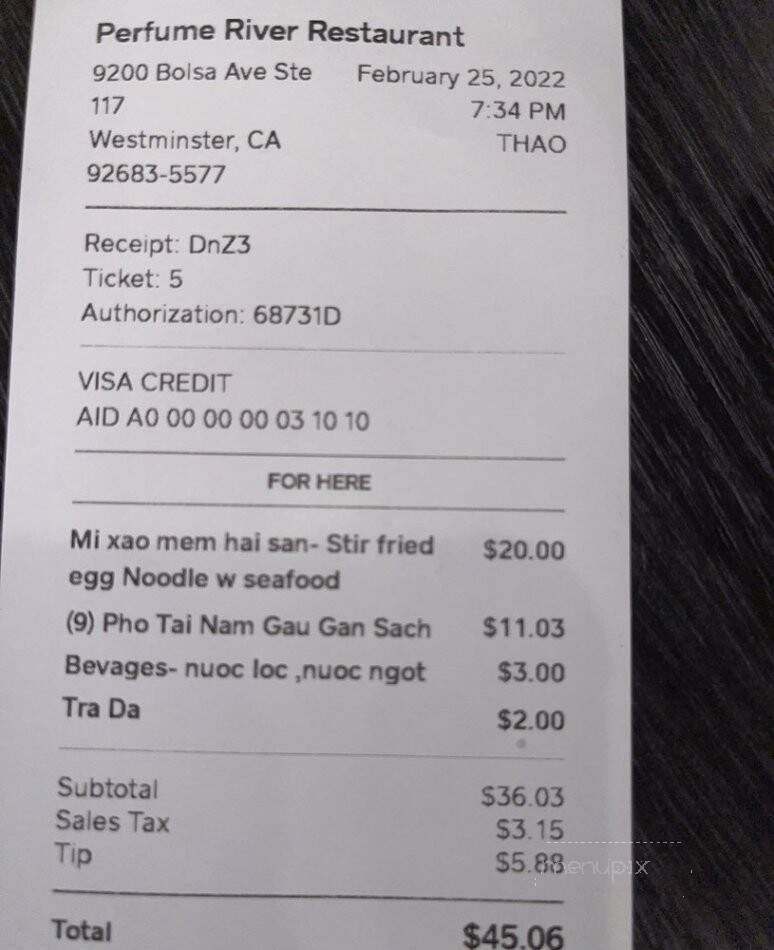 Perfume River Restaurant
9200 Bolsa Ave Ste February 25, 2022
117 7:34 PM
Westminster, CA THAO
92683-5577
Receipt: DnZ3
Ticket: 5
Authorization: 68731D
VISA CREDIT
AID A0 00 00 00 03 10 10
FOR HERE
Mi xao mem hai san- Stir fried $20.00
egg Noodle w seafood
(9) Pho Tai Nam Gau Gan Sach $11.03
Bevages- nuoc loc ,nuoc ngot $3.00
Tra Da $2.00
Subtotal $36.03
Sales Tax $3.15
Tip $5.88
menupix
Total $45.06